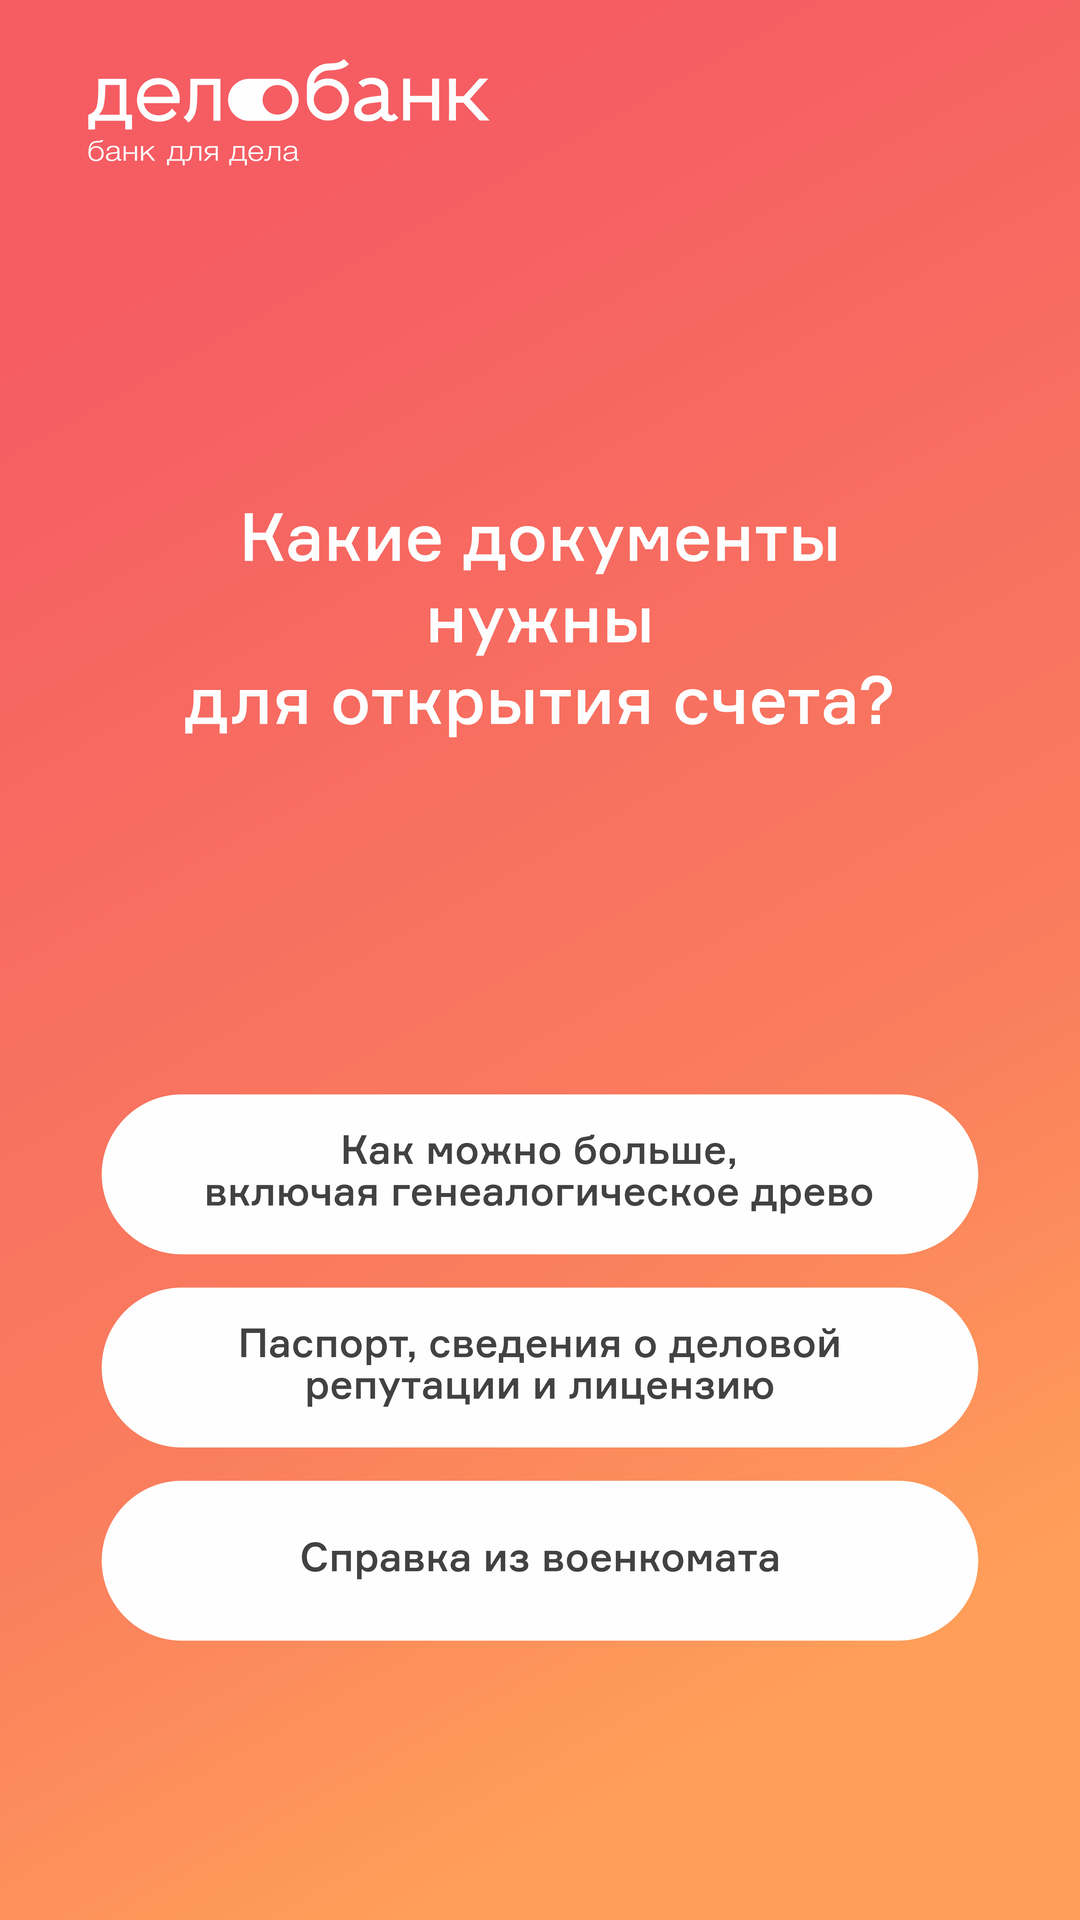 делобанк
банк для дела
Какие документы
нужны
для открытия счета?
Как можно больше,
включая генеалогическое древо
Паспорт, сведения о деловой
репутации и лицензию
Справка из военкомата